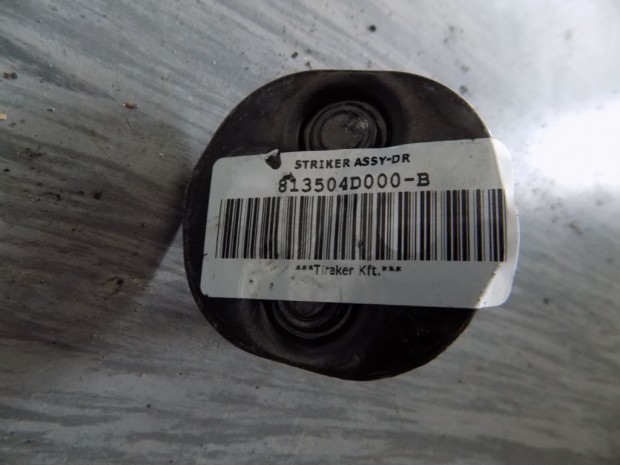 STRIKER ASSY-DR
813504D000-B
***Tiraker Kft.***